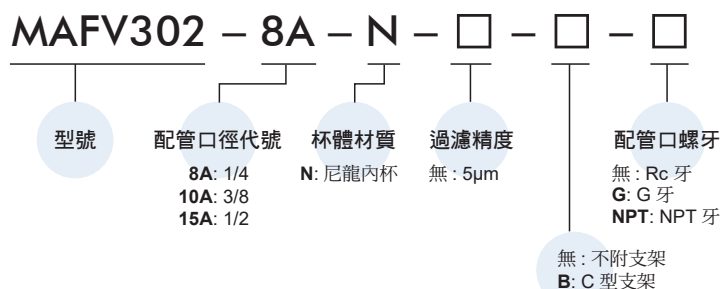 MAFV302 – 8A – N – □ – □ – □
型號
配管口徑代號
8A: 1/4
10A: 3/8
15A: 1/2
杯體材質
N: 尼龍內杯
過濾精度
無 : 5μm
配管口螺牙
無 : Rc 牙
G: G 牙
NPT: NPT 牙
無 : 不附支架
B: C 型支架